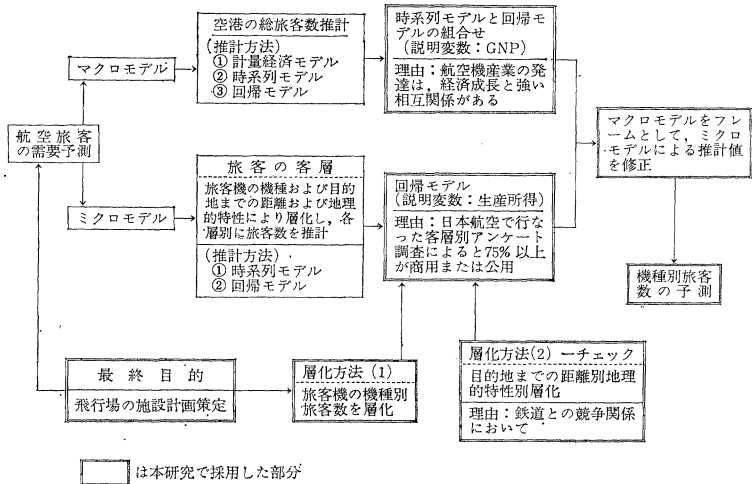 空港の総旅客数推計
(推計方法)
① 計量経済モデル
② 時系列モデル
③ 回帰モデル
時系列モデルと回帰モ
デルの組合せ
(説明変数：GNP)
理由：航空機産業の発
達は，経済成長と強い
相互関係がある
マクロモデル
航空旅客
の需要予測
ミクロモデル
マクロモデルをフレ
ームとして，ミクロ
モデルによる推計値
を修正
旅客の客層
旅客機の機種および目的
地までの距離および地理
的特性により層化し，各
層別に旅客数を推計
(推計方法)
① 時系列モデル
② 回帰モデル
回帰モデル
(説明変数：生産所得)
理由：日本航空で行な
った客層別アンケート
調査によると75%以上
が商用または公用
機種別旅客
数の予測
最終目的
飛行場の施設計画策定
層化方法(1)
旅客機の機種別
旅客数を層化
層化方法(2)ーチェック
目的地までの距離別地理
的特性別層化
理由：鉄道との競争関係
において
は本研究で採用した部分